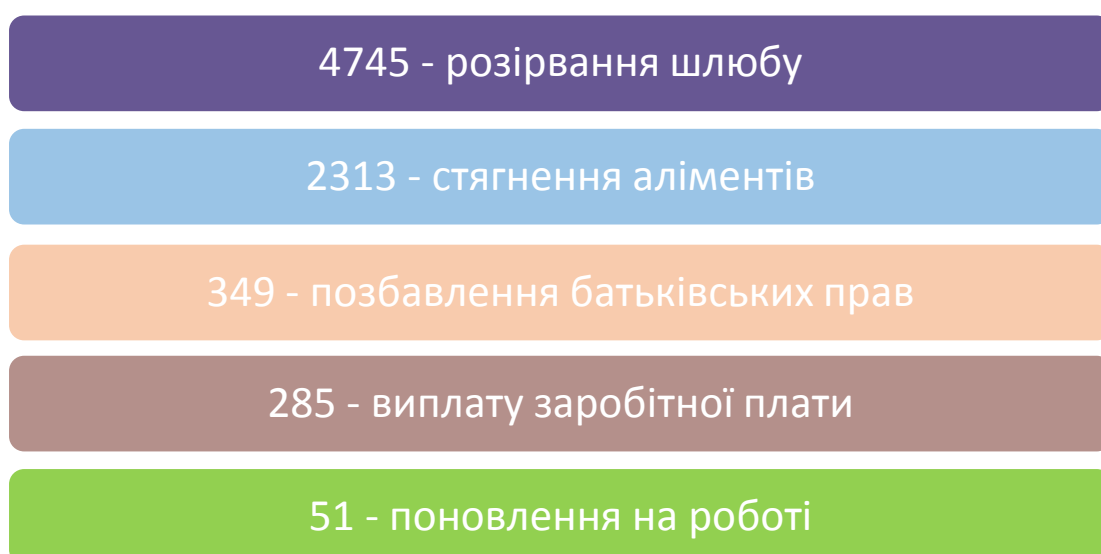 4745 - розірвання шлюбу
2313 - стягнення аліментів
349 - позбавлення батьківських прав
285 - виплату заробітної плати
51 - поновлення на роботі